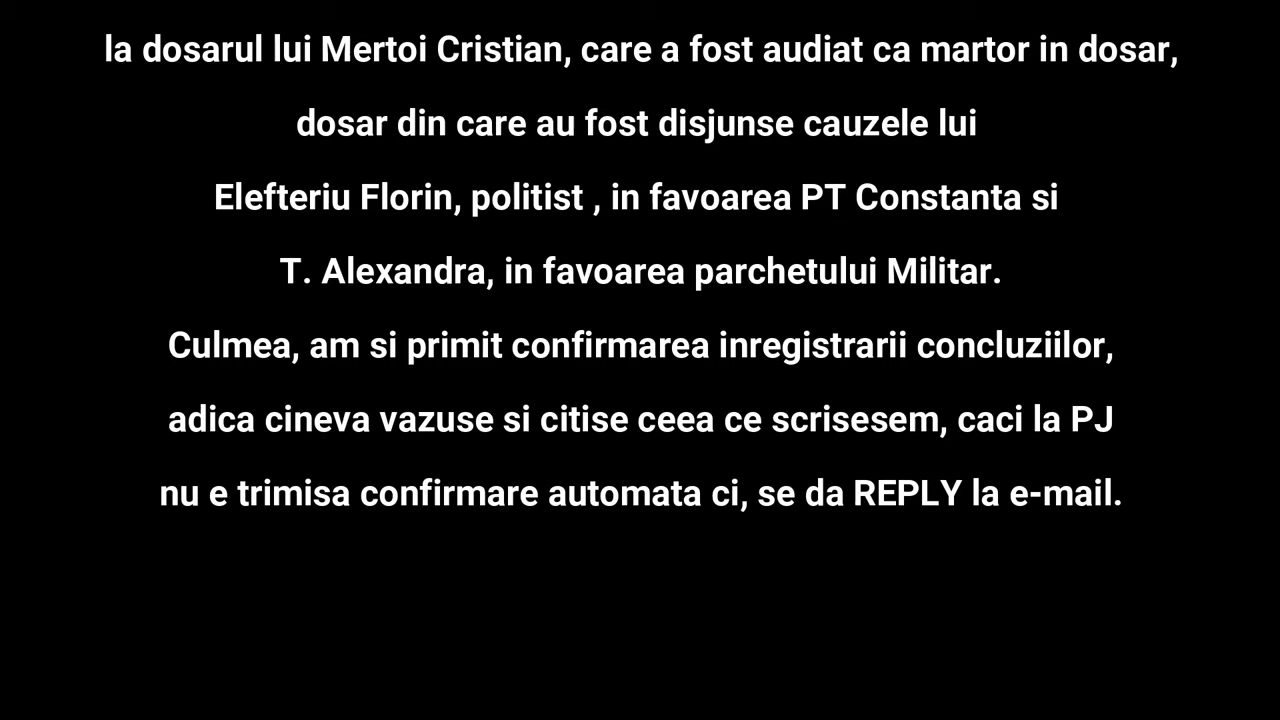 la dosarul lui Mertoi Cristian, care a fost audiat ca martor in dosar,
dosar din care au fost disjunse cauzele lui
Elefteriu Florin, politist , in favoarea PT Constanta si
T. Alexandra, in favoarea parchetului Militar.
Culmea, am si primit confirmarea inregistrarii concluziilor,
adica cineva vazuse si citise ceea ce scrisesem, caci la PJ
nu e trimisa confirmare automata ci, se da REPLY la e-mail.